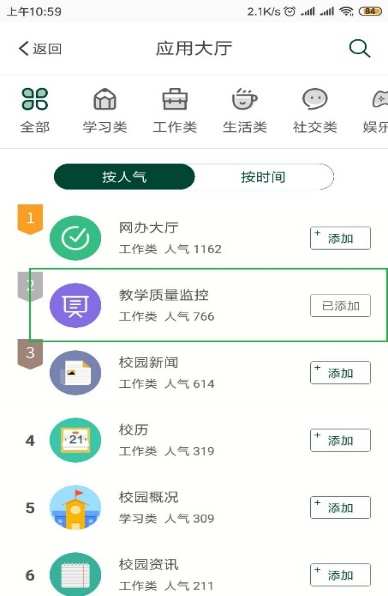 上午10:59
2.1K/s
84
返回
应用大厅
全部
学习类
工作类
生活类
社交类
娱乐
按人气
按时间
1
网办大厅
工作类 人气 1162
+ 添加
2
教学质量监控
工作类 人气 766
已添加
3
校园新闻
工作类 人气 614
+ 添加
4
21
校历
工作类 人气 319
+ 添加
5
校园概况
学习类 人气 309
+ 添加
6
校园资讯
工作类 人气 211
+ 添加